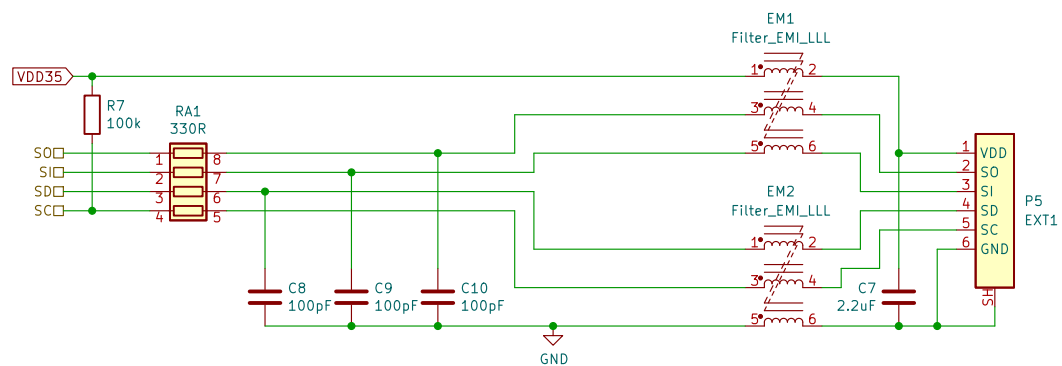 EM1
Filter_EMI_LLL
VDD35
1 2
R7
100k
RA1
330R
3 4
SO 1 8
5 6
1 VDD
SI 2 7
2 SO
SD 3 6
3 SI
EM2
Filter_EMI_LLL
4 SD
P5
EXT1
SC 4 5
5 SC
1 2
6 GND
3 4
C8
100pF
C9
100pF
C10
100pF
C7
2.2uF
SH
5 6
GND